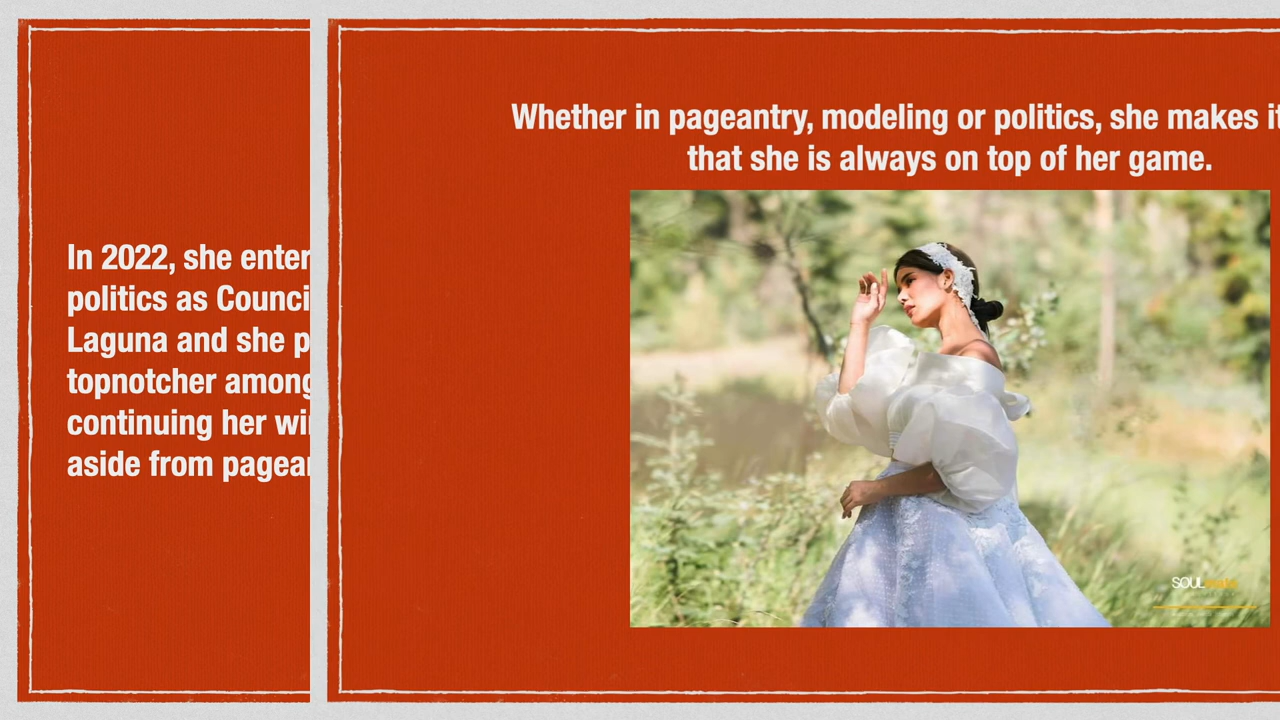 In 2022, she enter
politics as Counci
Laguna and she p
topnotcher among
continuing her wi
aside from pagea
Whether in pageantry, modeling or politics, she makes it
that she is always on top of her game.
SOUL